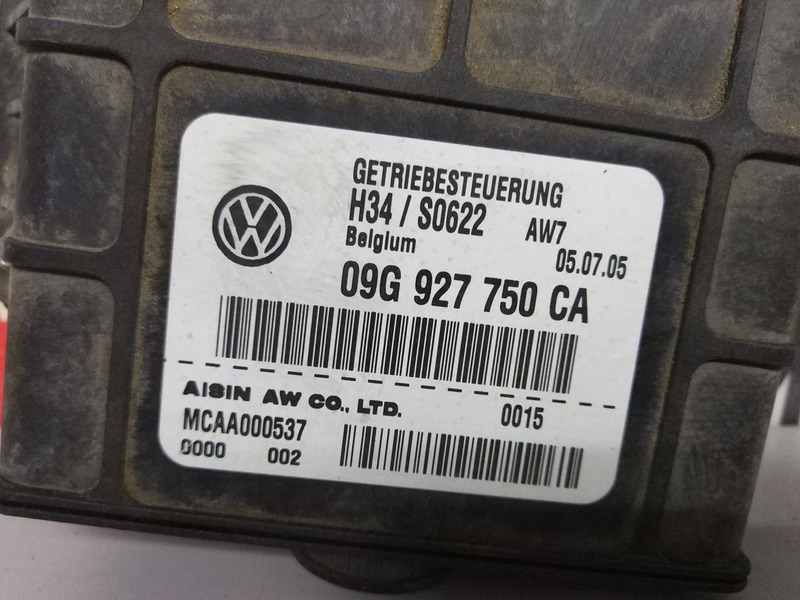 GETRIEBESTEUERUNG
H34 / S0622 AW7
Belgium 05.07.05
09G 927 750 CA
AISIN AW CO., LTD. 0015
MCAA000537
0000 002